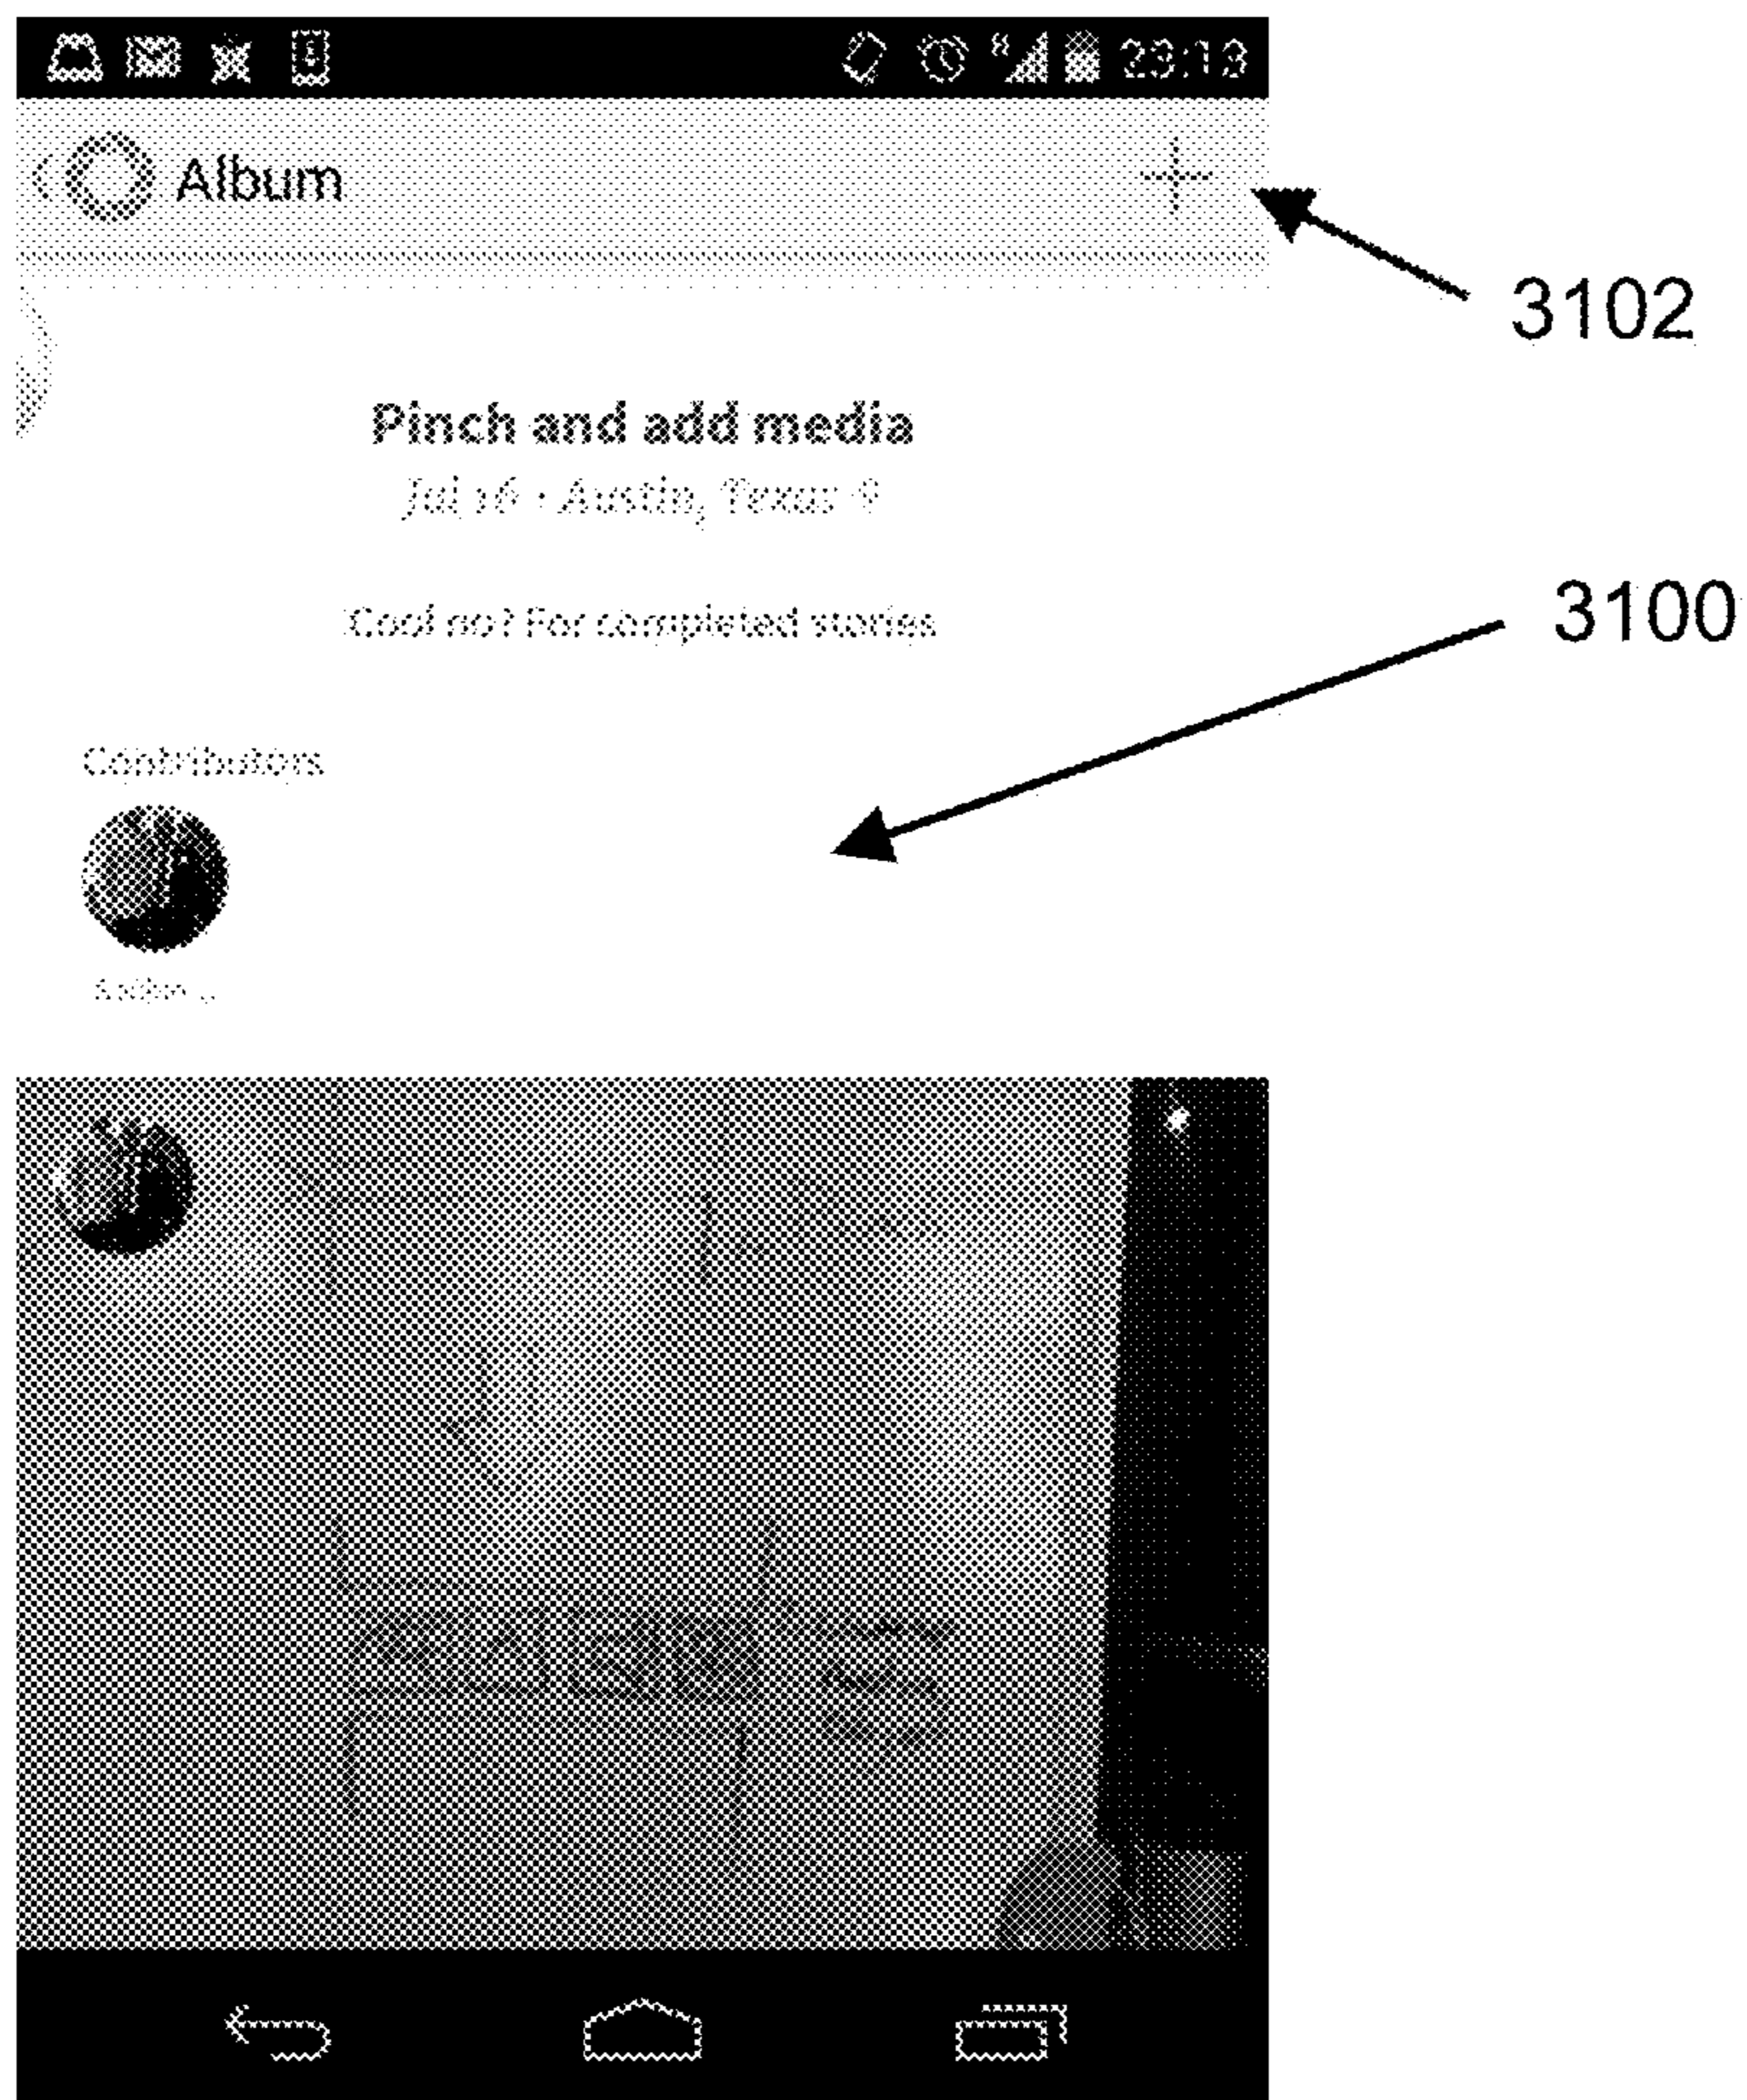 23:13
Album
3102
Pinch and add media
Jul 16 · Austin, Texas
3100
Cool no? For completed stories
Contributors